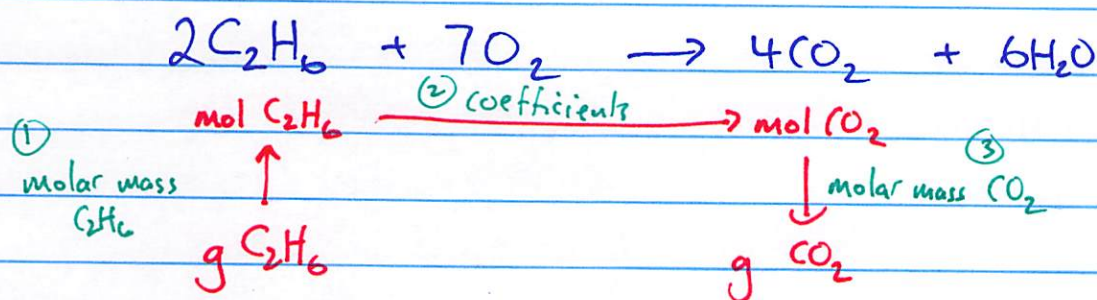 2C₂H₆ + 7O₂ → 4CO₂ + 6H₂O
mol C₂H₆ ② coefficients → mol CO₂
① ③
molar mass ↑ ↓ molar mass CO₂
C₂H₆
g C₂H₆ g CO₂